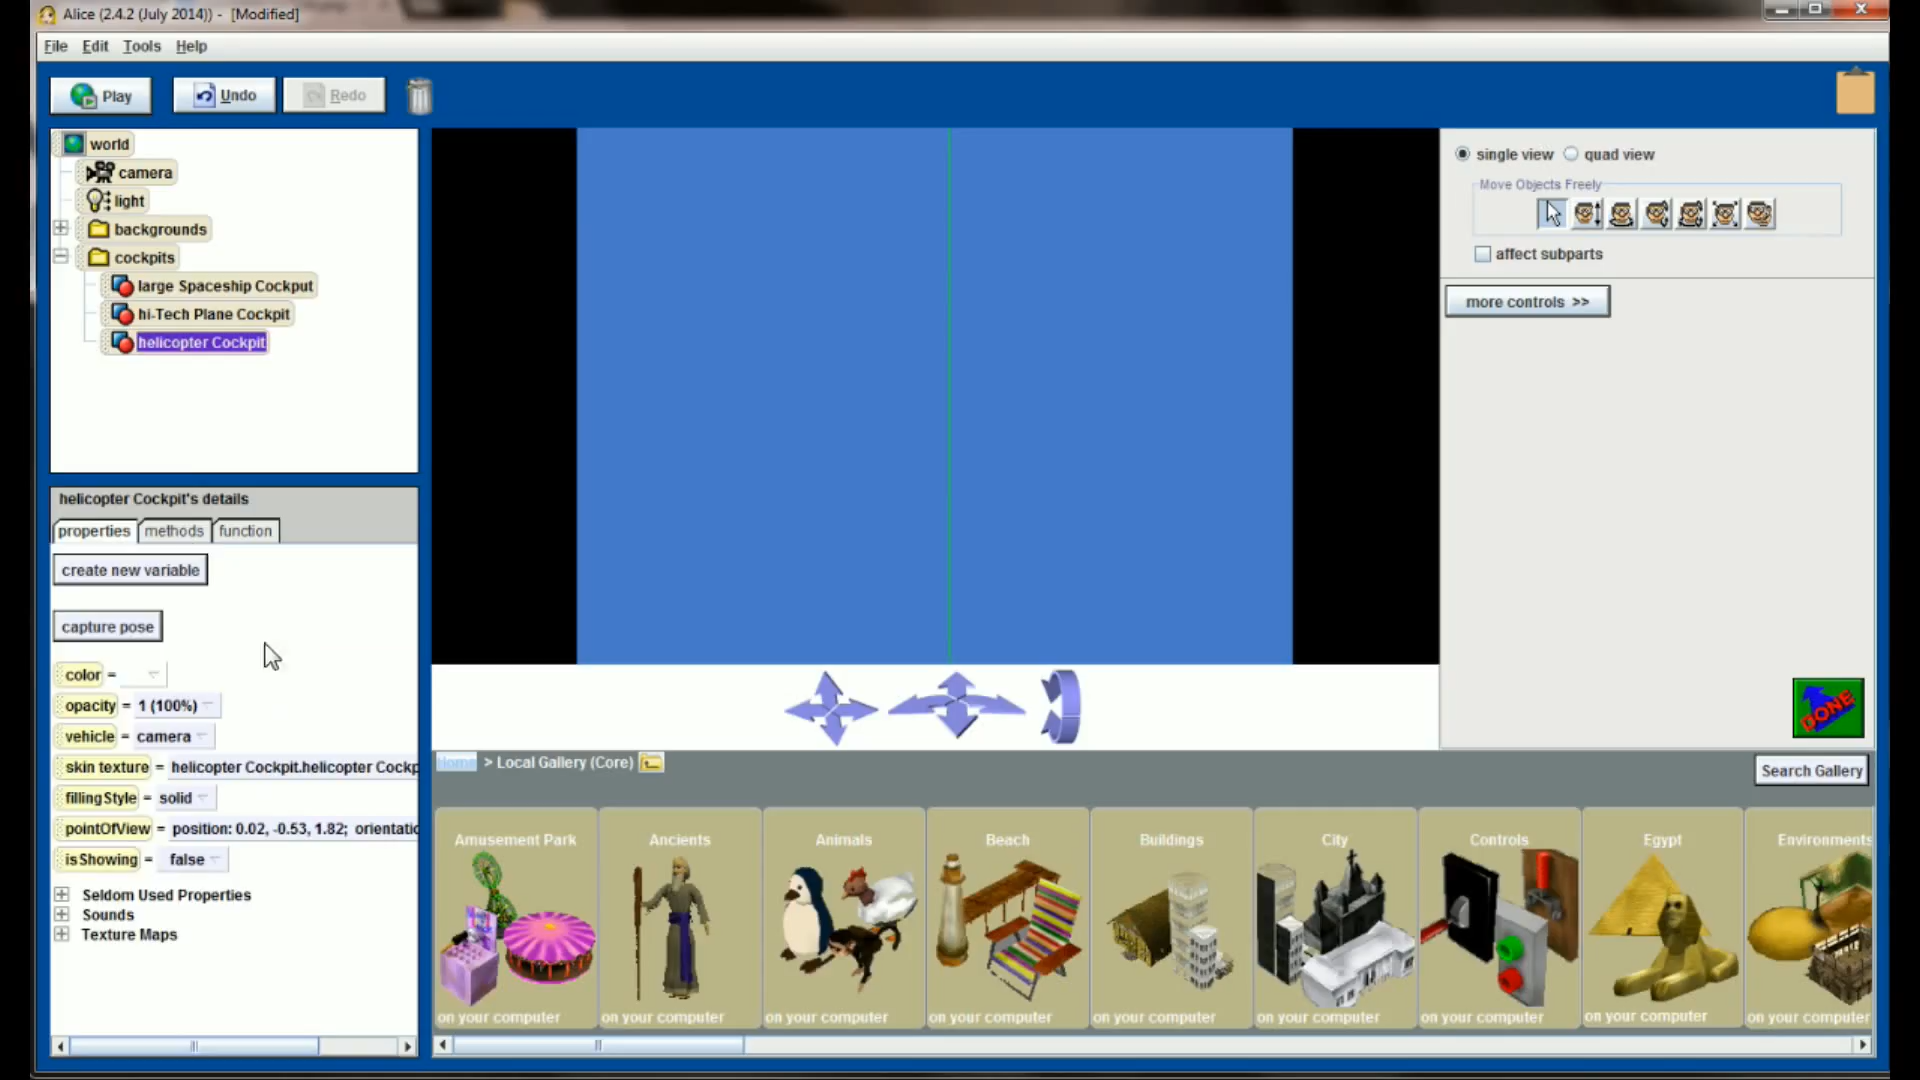 Alice (2.4.2 (July 2014)) - [Modified]
File Edit Tools Help
Play Undo Redo
world
camera
light
backgrounds
cockpits
large Spaceship Cockput
hi-Tech Plane Cockpit
helicopter Cockpit
single view quad view
Move Objects Freely
affect subparts
more controls >>
helicopter Cockpit's details
properties methods function
create new variable
capture pose
color =
opacity = 1 (100%)
vehicle = camera
skin texture = helicopter Cockpit.helicopter Cockp
fillingStyle = solid
pointOfView = position: 0.02, -0.53, 1.82; orientatio
isShowing = false
Seldom Used Properties
Sounds
Texture Maps
DONE
Home > Local Gallery (Core)
Search Gallery
Amusement Park Ancients Animals Beach Buildings City Controls Egypt Environments
on your computer on your computer on your computer on your computer on your computer on your computer on your computer on your computer on your computer